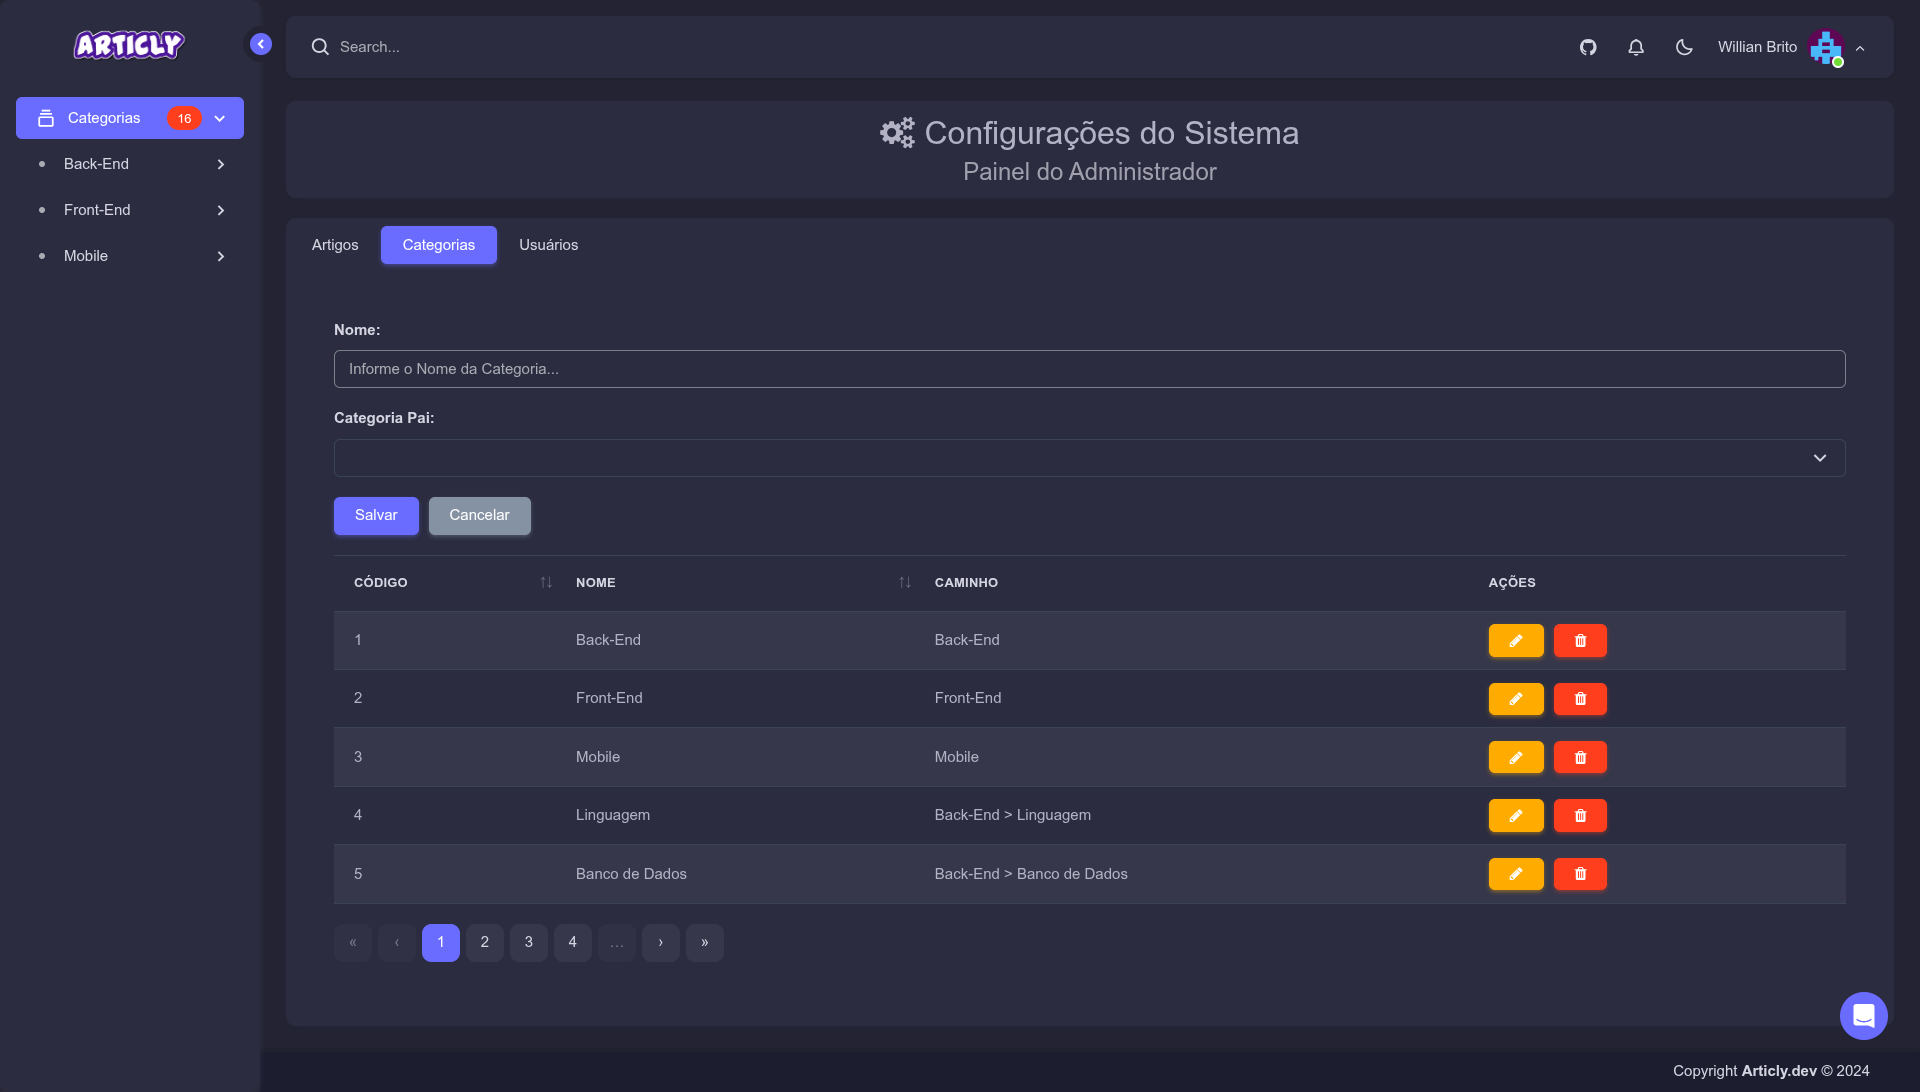 ARTICLY
Search...
Willian Brito
Categorias 16
Back-End
Front-End
Mobile
Configurações do Sistema
Painel do Administrador
Artigos Categorias Usuários
Nome:
Informe o Nome da Categoria...
Categoria Pai:
Salvar Cancelar
CÓDIGO NOME CAMINHO AÇÕES
1 Back-End Back-End
2 Front-End Front-End
3 Mobile Mobile
4 Linguagem Back-End > Linguagem
5 Banco de Dados Back-End > Banco de Dados
« ‹ 1 2 3 4 … › »
Copyright Articly.dev © 2024